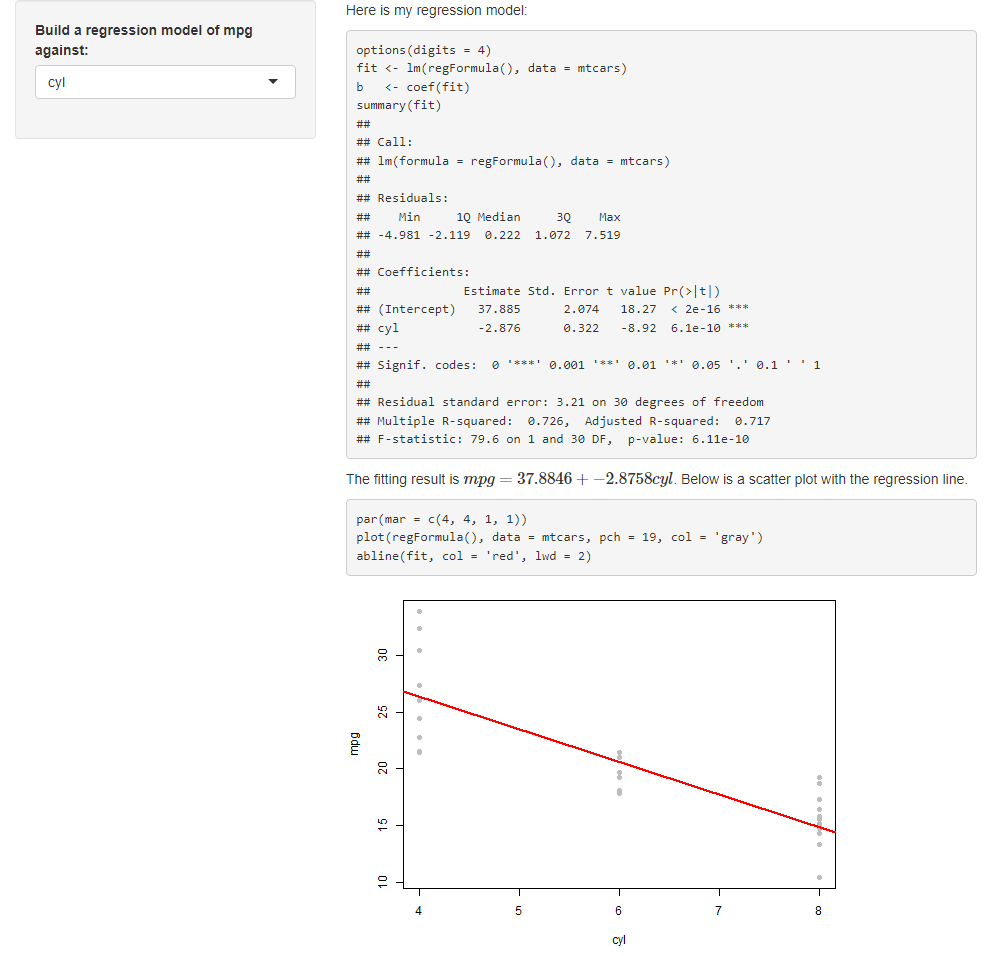 Build a regression model of mpg
against:
cyl
Here is my regression model:
options(digits = 4)
fit <- lm(regFormula(), data = mtcars)
b   <- coef(fit)
summary(fit)
##
## Call:
## lm(formula = regFormula(), data = mtcars)
##
## Residuals:
##    Min     1Q Median     3Q    Max
## -4.981 -2.119  0.222  1.072  7.519
##
## Coefficients:
##             Estimate Std. Error t value Pr(>|t|)
## (Intercept)   37.885      2.074   18.27  < 2e-16 ***
## cyl           -2.876      0.322   -8.92  6.1e-10 ***
## ---
## Signif. codes:  0 '***' 0.001 '**' 0.01 '*' 0.05 '.' 0.1 ' ' 1
##
## Residual standard error: 3.21 on 30 degrees of freedom
## Multiple R-squared:  0.726,  Adjusted R-squared:  0.717
## F-statistic: 79.6 on 1 and 30 DF,  p-value: 6.11e-10
The fitting result is mpg = 37.8846 + −2.8758cyl. Below is a scatter plot with the regression line.
par(mar = c(4, 4, 1, 1))
plot(regFormula(), data = mtcars, pch = 19, col = 'gray')
abline(fit, col = 'red', lwd = 2)
30
25
mpg
20
15
10
4 5 6 7 8
cyl